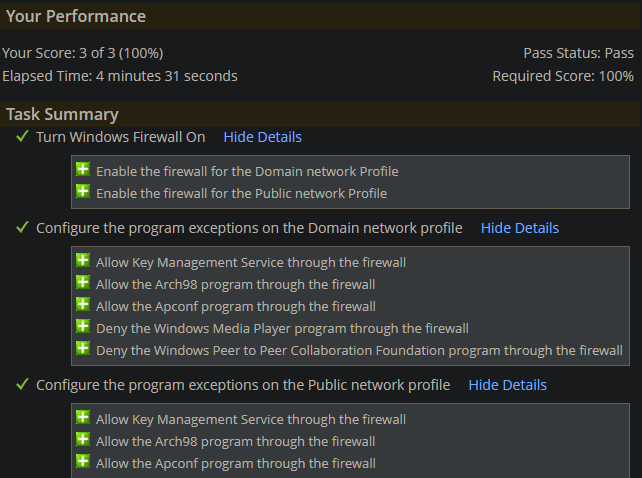 Your Performance
Your Score: 3 of 3 (100%) Pass Status: Pass
Elapsed Time: 4 minutes 31 seconds Required Score: 100%
Task Summary
Turn Windows Firewall On Hide Details
Enable the firewall for the Domain network Profile
Enable the firewall for the Public network Profile
Configure the program exceptions on the Domain network profile Hide Details
Allow Key Management Service through the firewall
Allow the Arch98 program through the firewall
Allow the Apconf program through the firewall
Deny the Windows Media Player program through the firewall
Deny the Windows Peer to Peer Collaboration Foundation program through the firewall
Configure the program exceptions on the Public network profile Hide Details
Allow Key Management Service through the firewall
Allow the Arch98 program through the firewall
Allow the Apconf program through the firewall